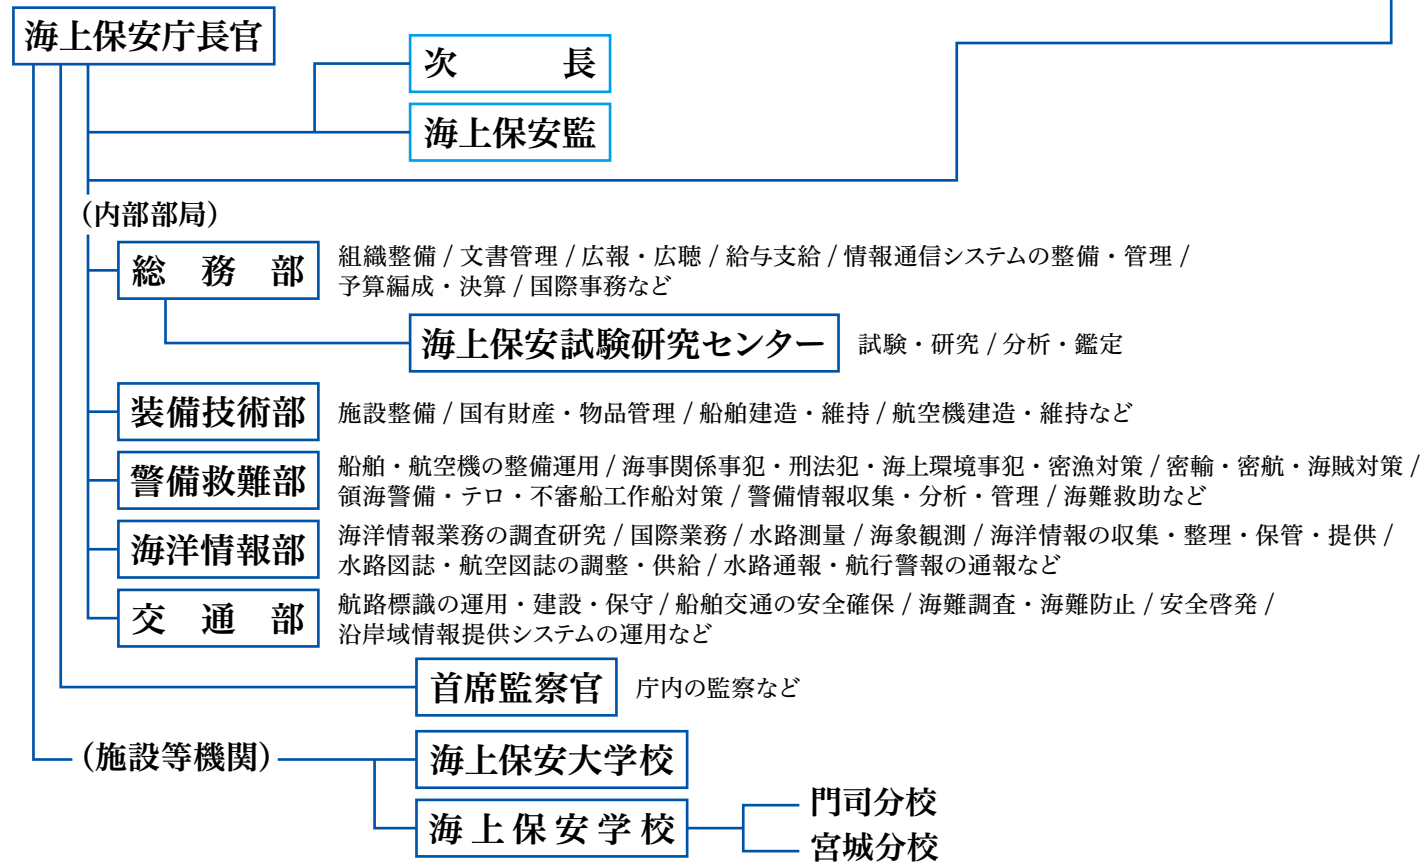 海上保安庁長官
次　　長
海上保安監
(内部部局)
総　務　部
組織整備 / 文書管理 / 広報・広聴 / 給与支給 / 情報通信システムの整備・管理 /
予算編成・決算 / 国際事務など
海上保安試験研究センター
試験・研究 / 分析・鑑定
装備技術部
施設整備 / 国有財産・物品管理 / 船舶建造・維持 / 航空機建造・維持など
警備救難部
船舶・航空機の整備運用 / 海事関係事犯・刑法犯・海上環境事犯・密漁対策 / 密輸・密航・海賊対策 /
領海警備・テロ・不審船工作船対策 / 警備情報収集・分析・管理 / 海難救助など
海洋情報部
海洋情報業務の調査研究 / 国際業務 / 水路測量 / 海象観測 / 海洋情報の収集・整理・保管・提供 /
水路図誌・航空図誌の調整・供給 / 水路通報・航行警報の通報など
交　通　部
航路標識の運用・建設・保守 / 船舶交通の安全確保 / 海難調査・海難防止 / 安全啓発 /
沿岸域情報提供システムの運用など
首席監察官
庁内の監察など
(施設等機関)
海上保安大学校
海上保安学校
門司分校
宮城分校